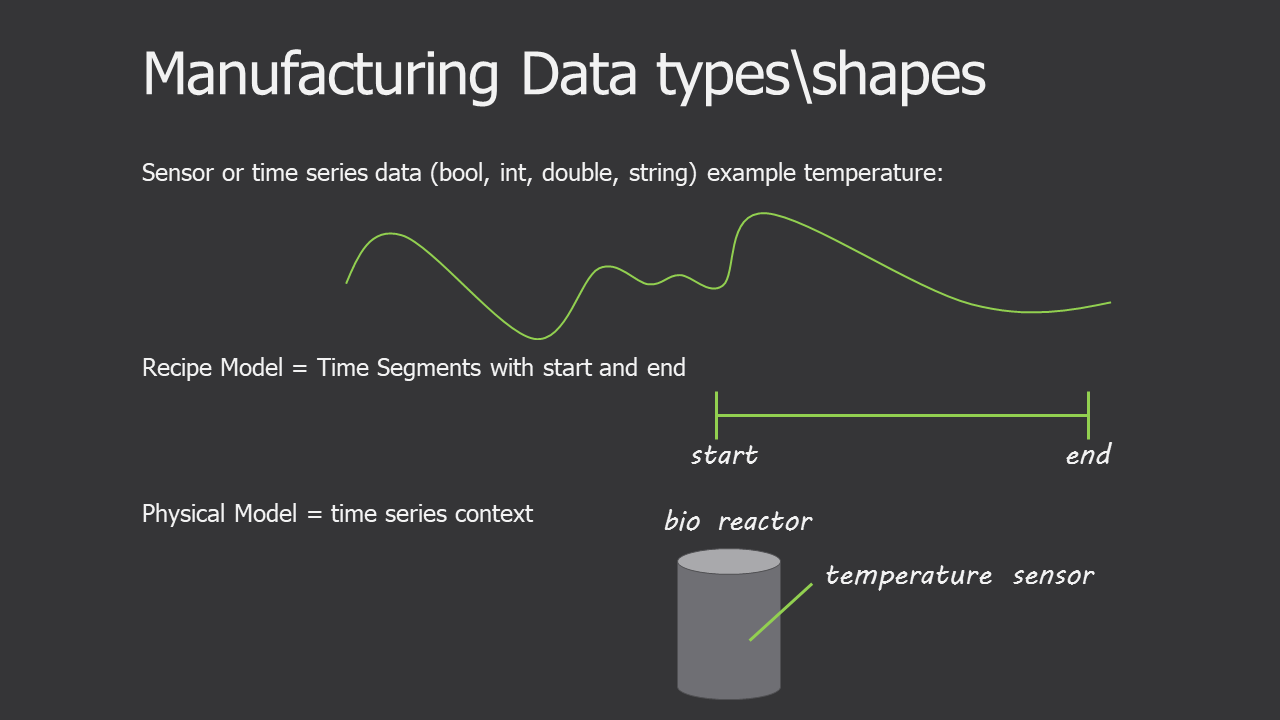 Manufacturing Data types\shapes
Sensor or time series data (bool, int, double, string) example temperature:
Recipe Model = Time Segments with start and end
start
end
Physical Model = time series context
bio reactor
temperature sensor